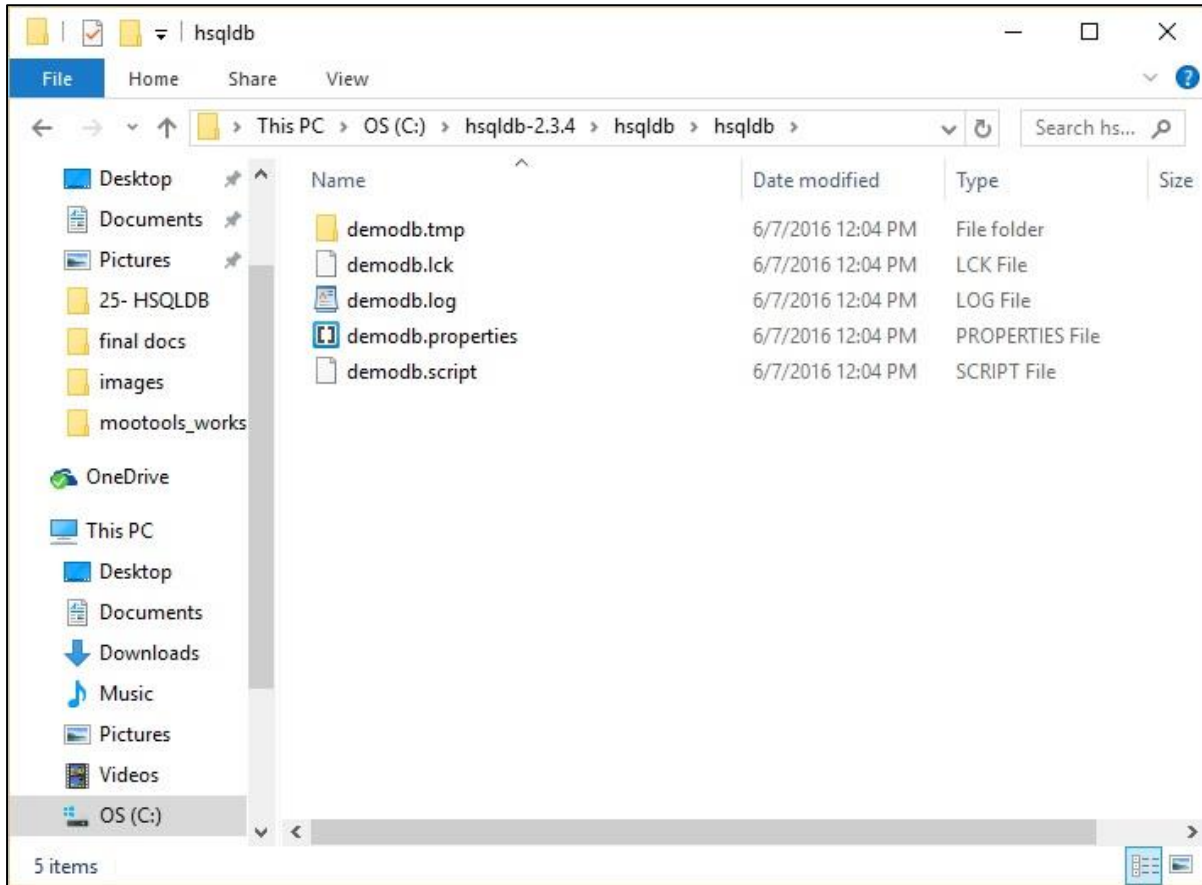 hsqldb
File Home Share View
This PC > OS (C:) > hsqldb-2.3.4 > hsqldb > hsqldb > Search hs...
Name Date modified Type Size
demodb.tmp 6/7/2016 12:04 PM File folder
demodb.lck 6/7/2016 12:04 PM LCK File
demodb.log 6/7/2016 12:04 PM LOG File
demodb.properties 6/7/2016 12:04 PM PROPERTIES File
demodb.script 6/7/2016 12:04 PM SCRIPT File
Desktop
Documents
Pictures
25- HSQLDB
final docs
images
mootools_works
OneDrive
This PC
Desktop
Documents
Downloads
Music
Pictures
Videos
OS (C:)
5 items